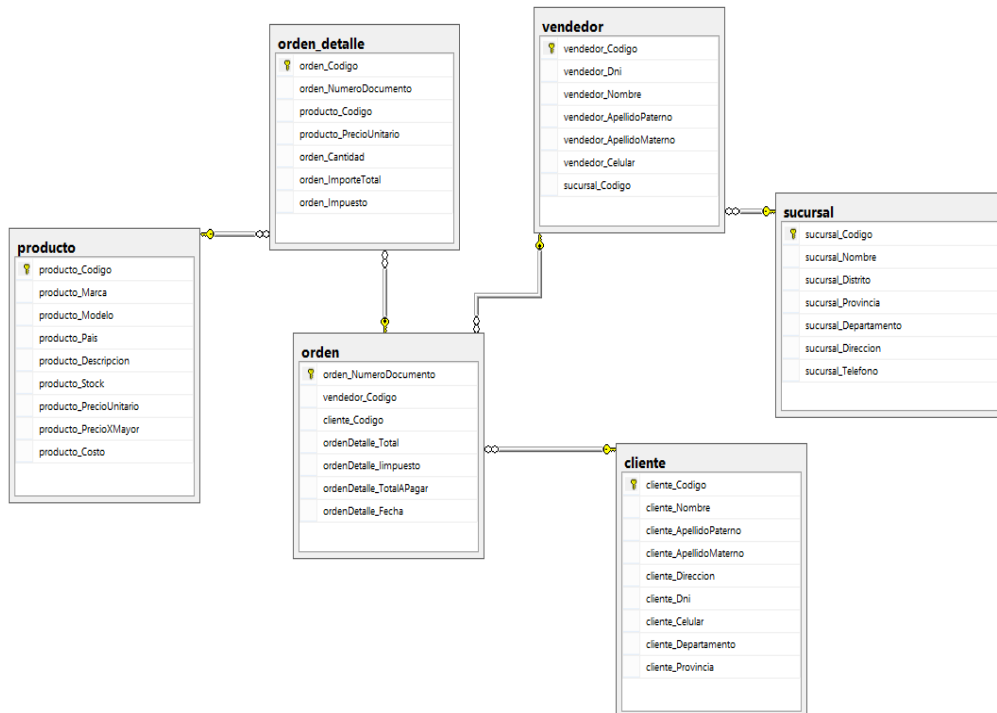 orden_detalle
orden_Codigo
orden_NumeroDocumento
producto_Codigo
producto_PrecioUnitario
orden_Cantidad
orden_ImporteTotal
orden_Impuesto
vendedor
vendedor_Codigo
vendedor_Dni
vendedor_Nombre
vendedor_ApellidoPaterno
vendedor_ApellidoMaterno
vendedor_Celular
sucursal_Codigo
sucursal
sucursal_Codigo
sucursal_Nombre
sucursal_Distrito
sucursal_Provincia
sucursal_Departamento
sucursal_Direccion
sucursal_Telefono
producto
producto_Codigo
producto_Marca
producto_Modelo
producto_Pais
producto_Descripcion
producto_Stock
producto_PrecioUnitario
producto_PrecioXMayor
producto_Costo
orden
orden_NumeroDocumento
vendedor_Codigo
cliente_Codigo
ordenDetalle_Total
ordenDetalle_Iimpuesto
ordenDetalle_TotalAPagar
ordenDetalle_Fecha
cliente
cliente_Codigo
cliente_Nombre
cliente_ApellidoPaterno
cliente_ApellidoMaterno
cliente_Direccion
cliente_Dni
cliente_Celular
cliente_Departamento
cliente_Provincia